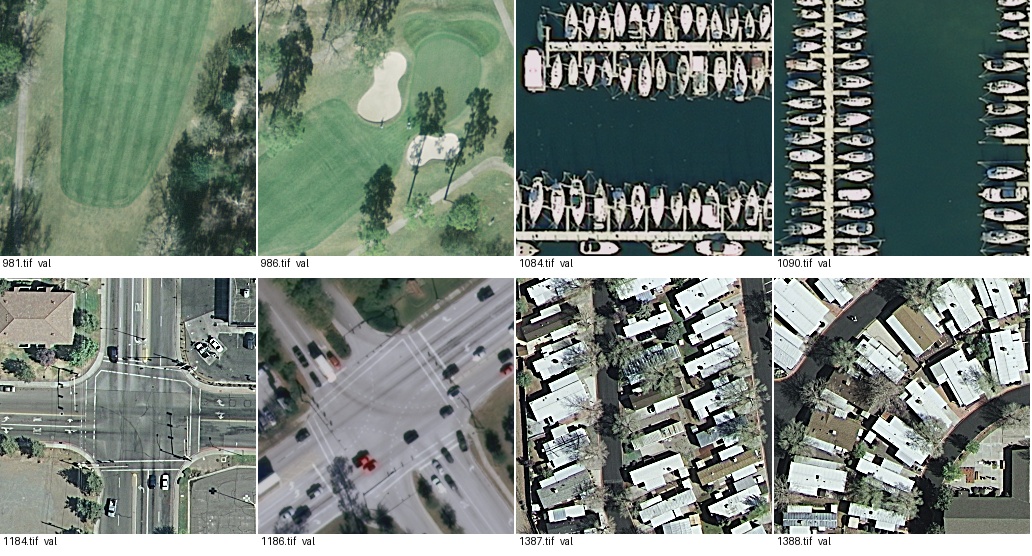 981.tif val
986.tif val
1084.tif val
1090.tif val
1184.tif val
1186.tif val
1387.tif val
1388.tif val